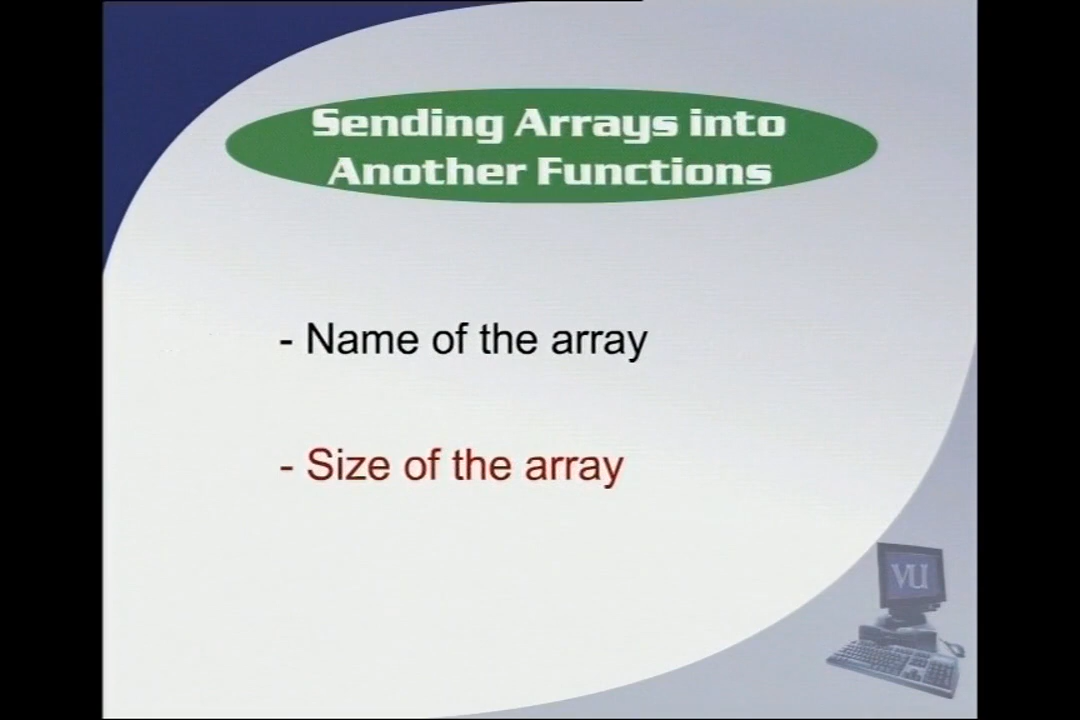 Sending Arrays into
Another Functions
- Name of the array
- Size of the array
VU